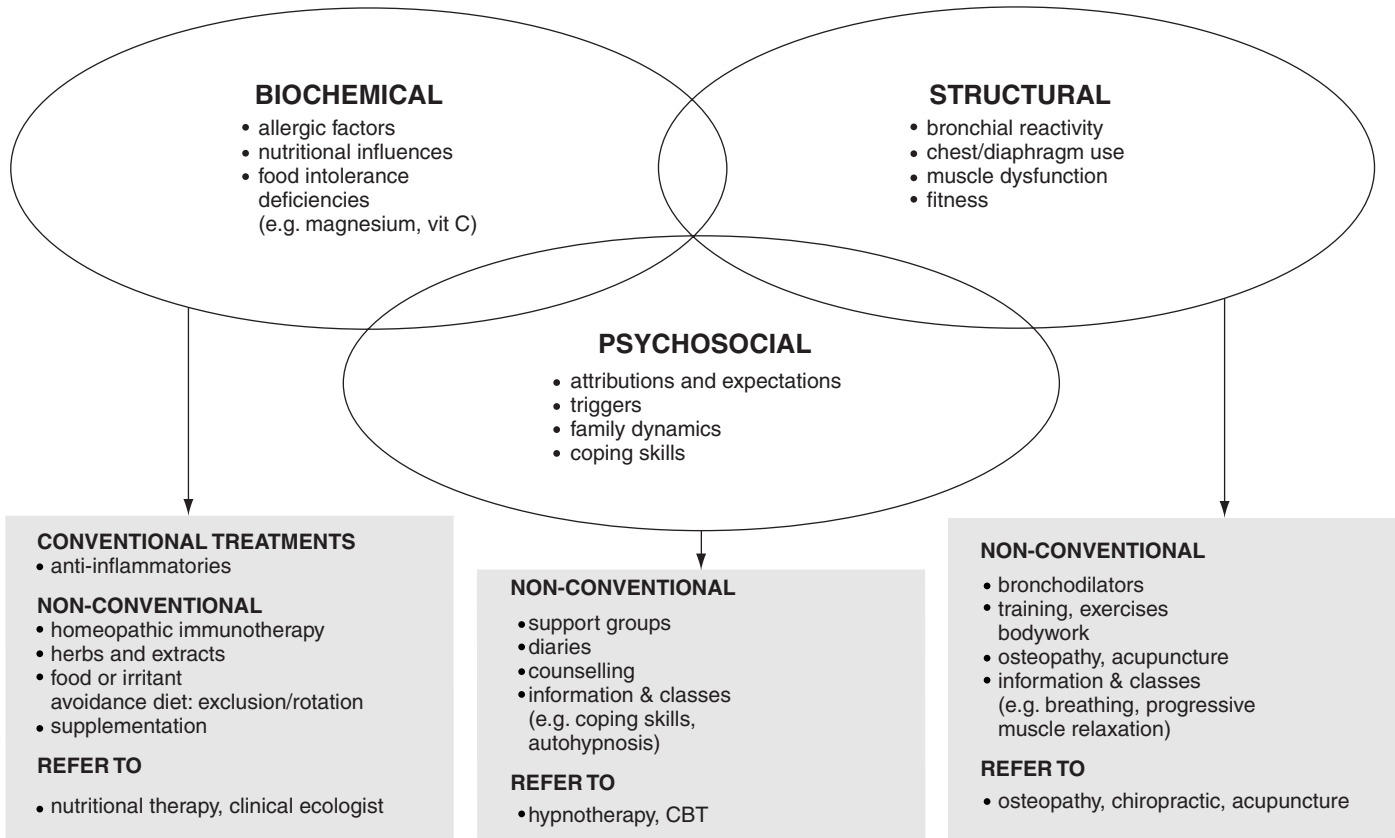 BIOCHEMICAL
• allergic factors
• nutritional influences
• food intolerance
deficiencies
(e.g. magnesium, vit C)
STRUCTURAL
• bronchial reactivity
• chest/diaphragm use
• muscle dysfunction
• fitness
PSYCHOSOCIAL
• attributions and expectations
• triggers
• family dynamics
• coping skills
CONVENTIONAL TREATMENTS
• anti-inflammatories
NON-CONVENTIONAL
• homeopathic immunotherapy
• herbs and extracts
• food or irritant
avoidance diet: exclusion/rotation
• supplementation
REFER TO
• nutritional therapy, clinical ecologist
NON-CONVENTIONAL
• support groups
• diaries
• counselling
• information & classes
(e.g. coping skills,
autohypnosis)
REFER TO
• hypnotherapy, CBT
NON-CONVENTIONAL
• bronchodilators
• training, exercises
bodywork
• osteopathy, acupuncture
• information & classes
(e.g. breathing, progressive
muscle relaxation)
REFER TO
• osteopathy, chiropractic, acupuncture